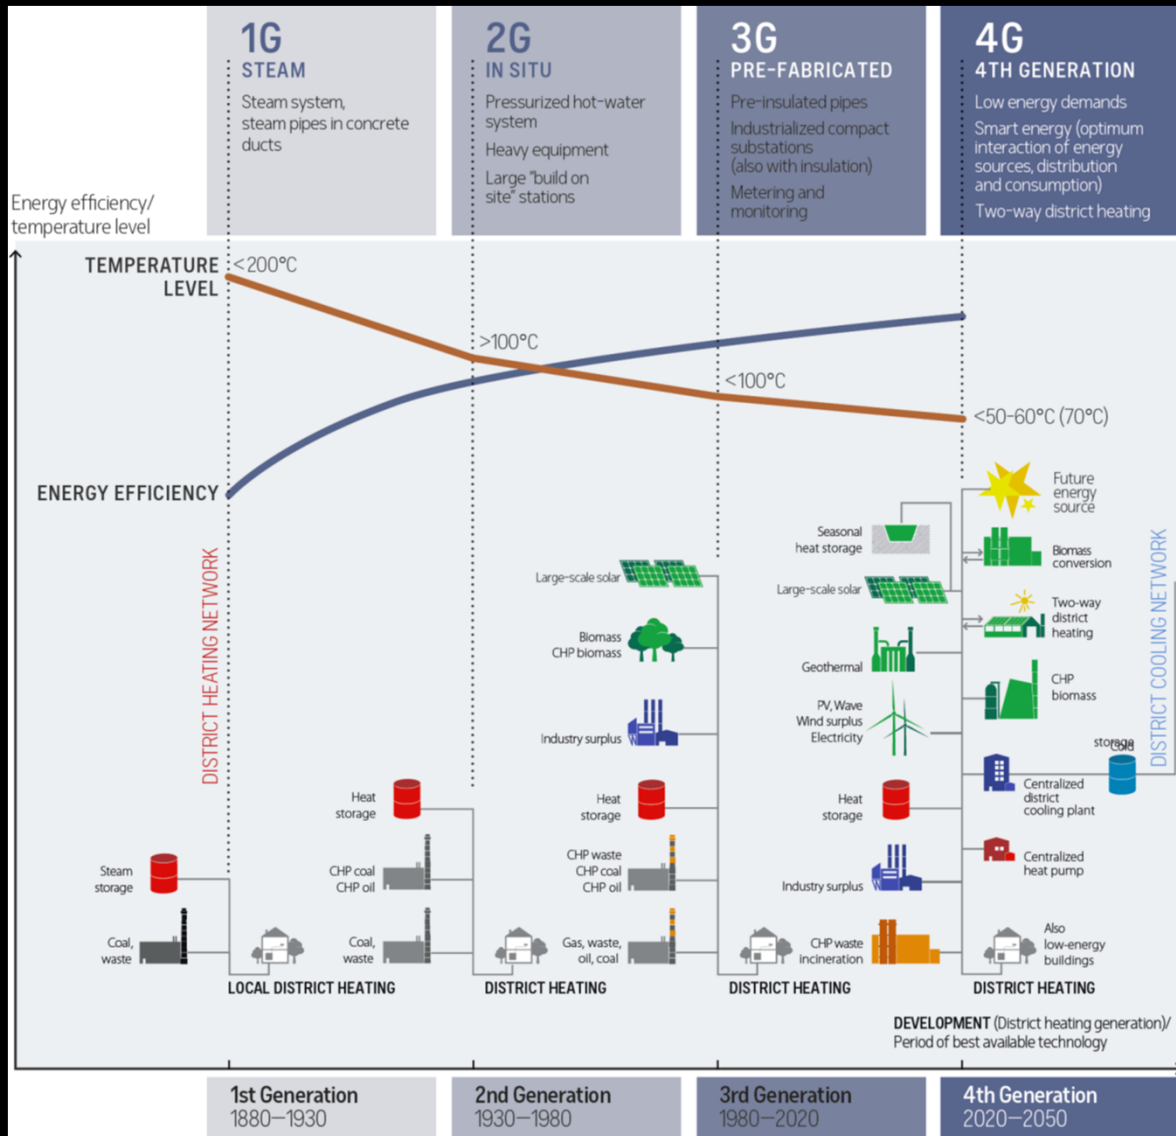 1G
STEAM
Steam system,
steam pipes in concrete
ducts
2G
IN SITU
Pressurized hot-water
system
Heavy equipment
Large "build on
site" stations
3G
PRE-FABRICATED
Pre-insulated pipes
Industrialized compact
substations
(also with insulation)
Metering and
monitoring
4G
4TH GENERATION
Low energy demands
Smart energy (optimum
interaction of energy
sources, distribution
and consumption)
Two-way district heating
Energy efficiency/
temperature level
TEMPERATURE
LEVEL
<200°C
>100°C
<100°C
<50-60°C (70°C)
ENERGY EFFICIENCY
DISTRICT HEATING NETWORK
Steam
storage
Coal,
waste
LOCAL DISTRICT HEATING
Heat
storage
CHP coal
CHP oil
Coal,
waste
DISTRICT HEATING
Large-scale solar
Biomass
CHP biomass
Industry surplus
Heat
storage
CHP waste
CHP coal
CHP oil
Gas, waste,
oil, coal
DISTRICT HEATING
Seasonal
heat storage
Large-scale solar
Geothermal
PV, Wave
Wind surplus
Electricity
Heat
storage
Industry surplus
CHP waste
incineration
Future
energy
source
Biomass
conversion
Two-way
district
heating
CHP
biomass
storage
Cold
Centralized
district
cooling plant
Centralized
heat pump
Also
low-energy
buildings
DISTRICT HEATING
DISTRICT COOLING NETWORK
DEVELOPMENT (District heating generation)/
Period of best available technology
1st Generation
1880–1930
2nd Generation
1930–1980
3rd Generation
1980–2020
4th Generation
2020–2050